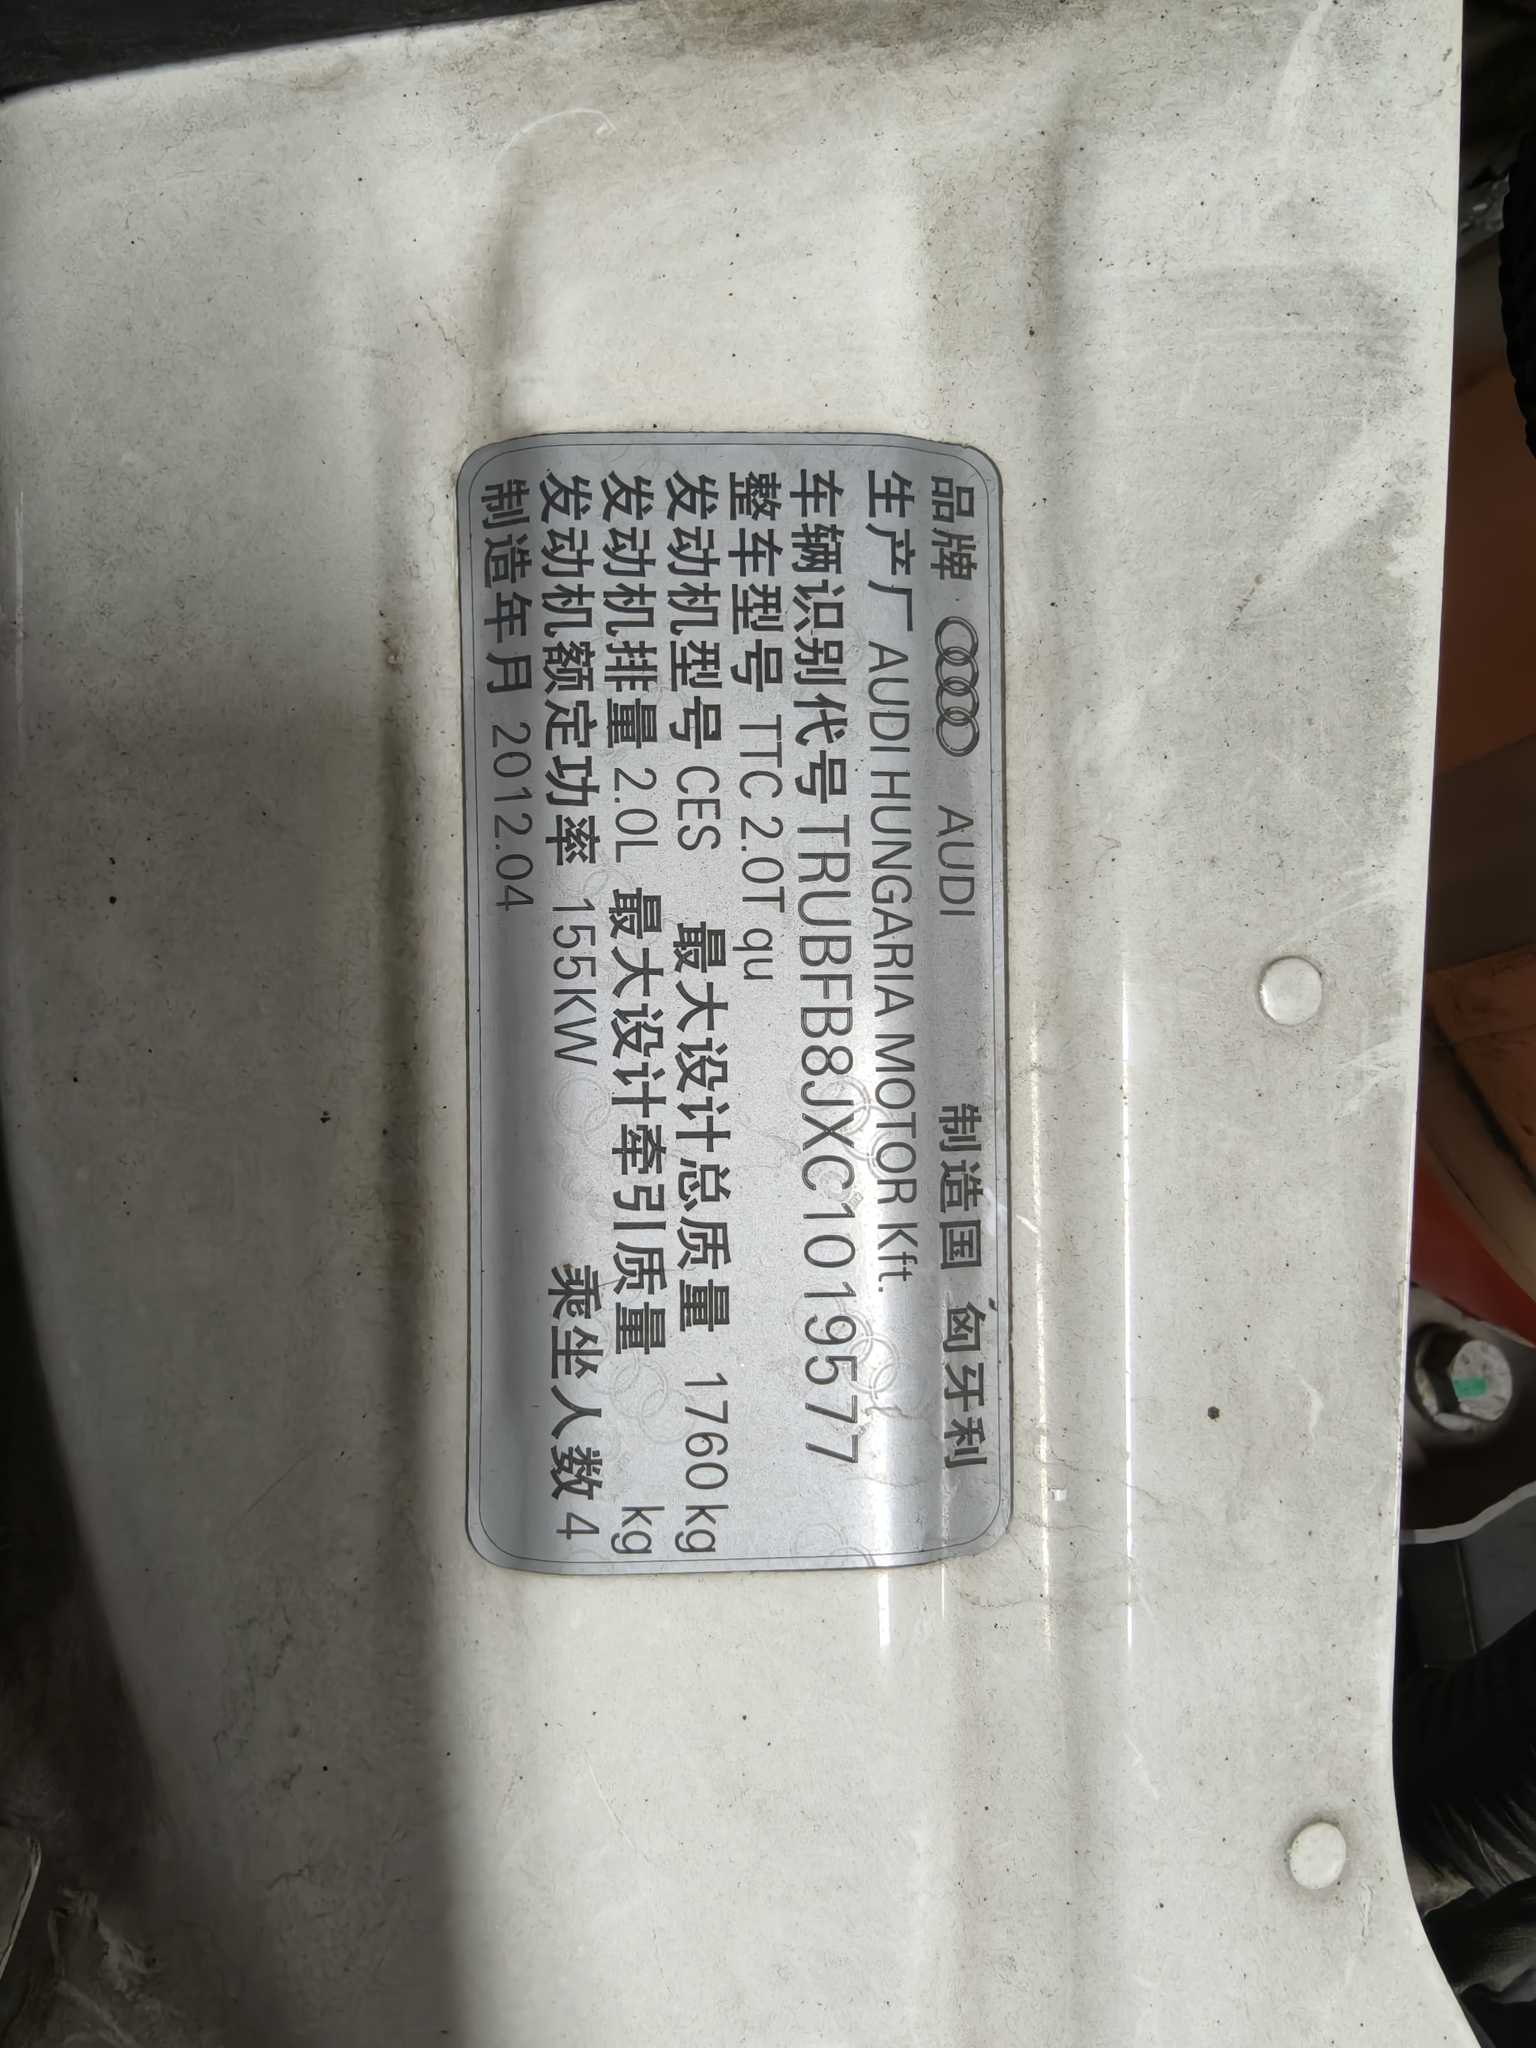 品牌 AUDI 制造国 匈牙利
生产厂 AUDI HUNGARIA MOTOR Kft.
车辆识别代号 TRUBFB8JXC1019577
整车型号 TTC 2.0T qu
发动机型号 CES 最大设计总质量 1760 kg
发动机排量 2.0L 最大设计牵引质量 kg
发动机额定功率 155KW 乘坐人数 4
制造年月 2012.04